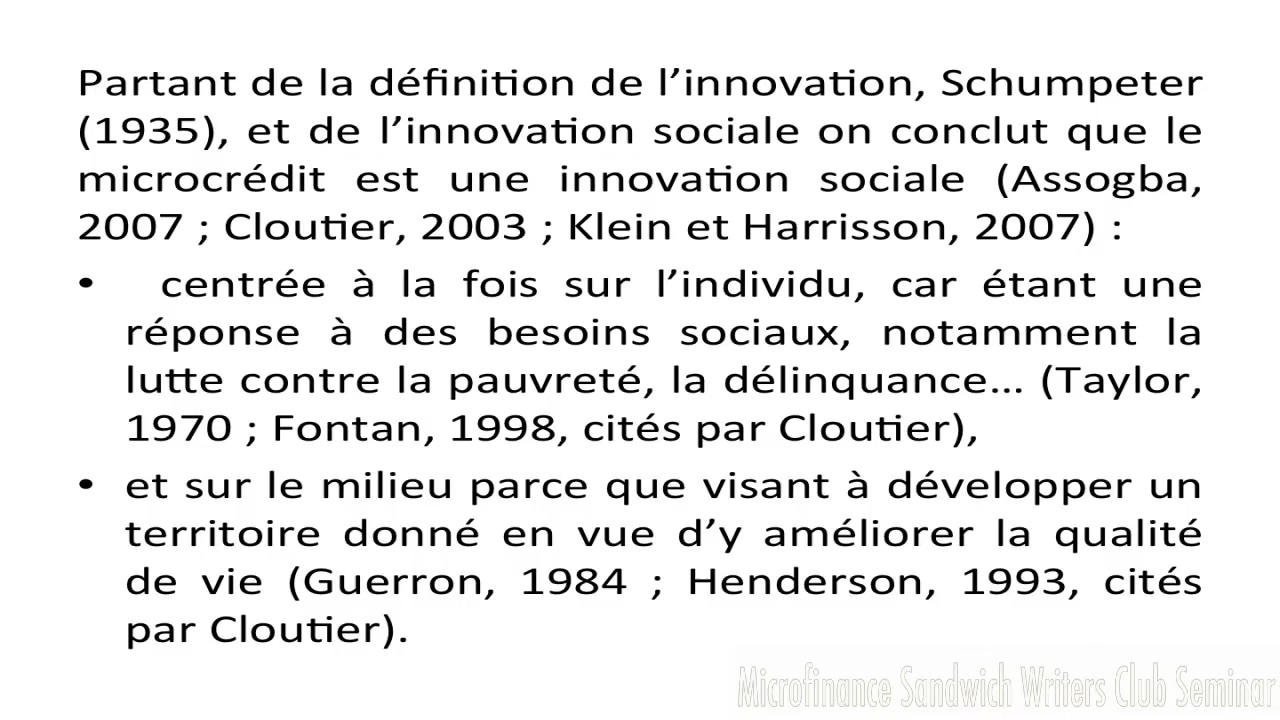 Partant de la définition de l’innovation, Schumpeter
(1935), et de l’innovation sociale on conclut que le
microcrédit est une innovation sociale (Assogba,
2007 ; Cloutier, 2003 ; Klein et Harrisson, 2007) :
• centrée à la fois sur l’individu, car étant une
réponse à des besoins sociaux, notamment la
lutte contre la pauvreté, la délinquance... (Taylor,
1970 ; Fontan, 1998, cités par Cloutier),
• et sur le milieu parce que visant à développer un
territoire donné en vue d’y améliorer la qualité
de vie (Guerron, 1984 ; Henderson, 1993, cités
par Cloutier).
Microfinance Sandwich Writers Club Seminar